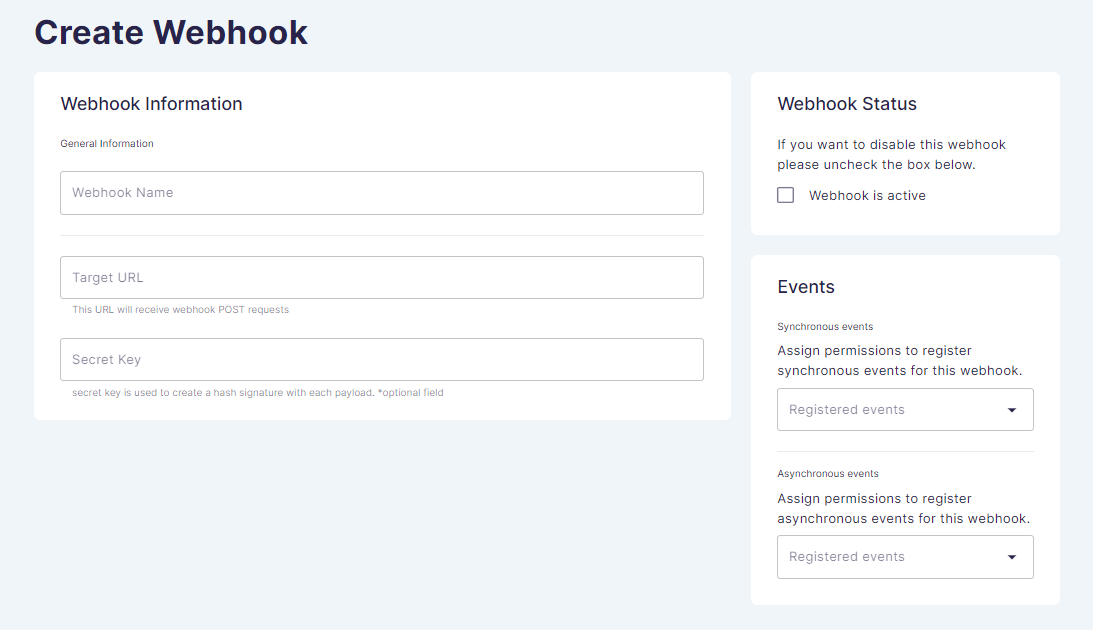 Create Webhook
Webhook Information
General Information
Webhook Name
Target URL
This URL will receive webhook POST requests
Secret Key
secret key is used to create a hash signature with each payload. *optional field
Webhook Status
If you want to disable this webhook
please uncheck the box below.
Webhook is active
Events
Synchronous events
Assign permissions to register
synchronous events for this webhook.
Registered events
Asynchronous events
Assign permissions to register
asynchronous events for this webhook.
Registered events